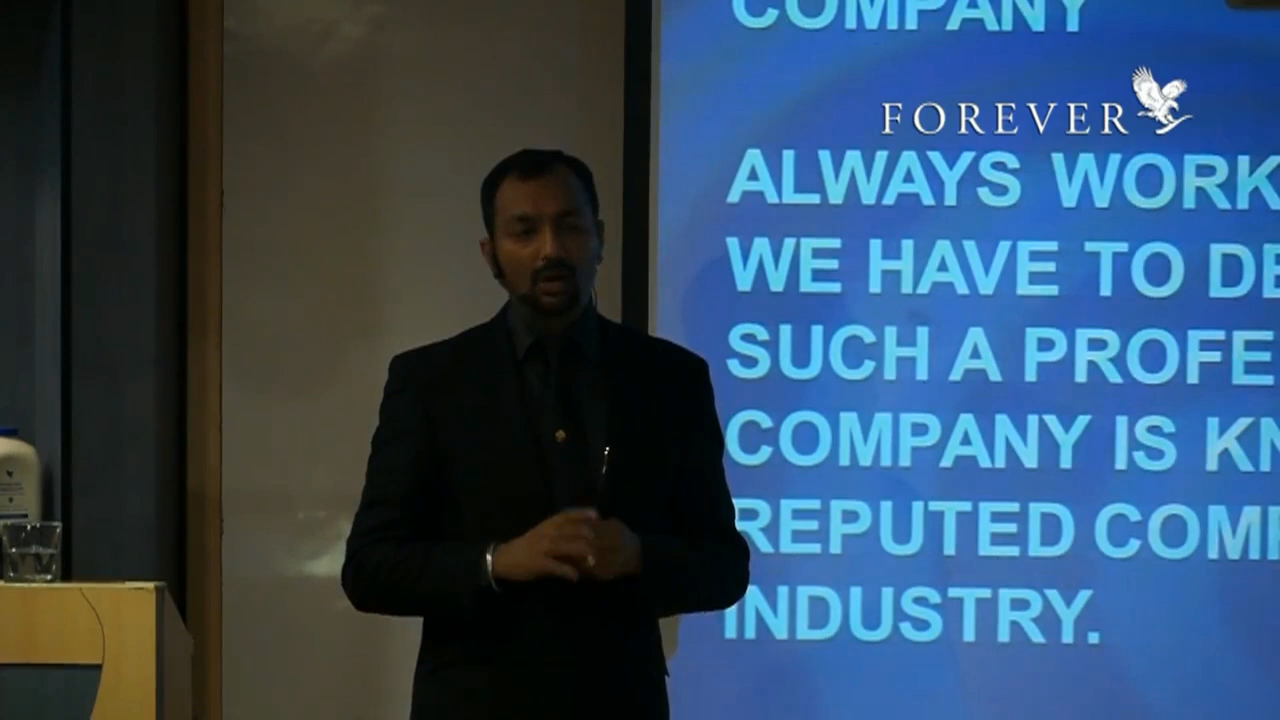 COMPANY
FOREVER
ALWAYS WORK
WE HAVE TO DE
SUCH A PROFE
COMPANY IS KN
REPUTED COM
INDUSTRY.